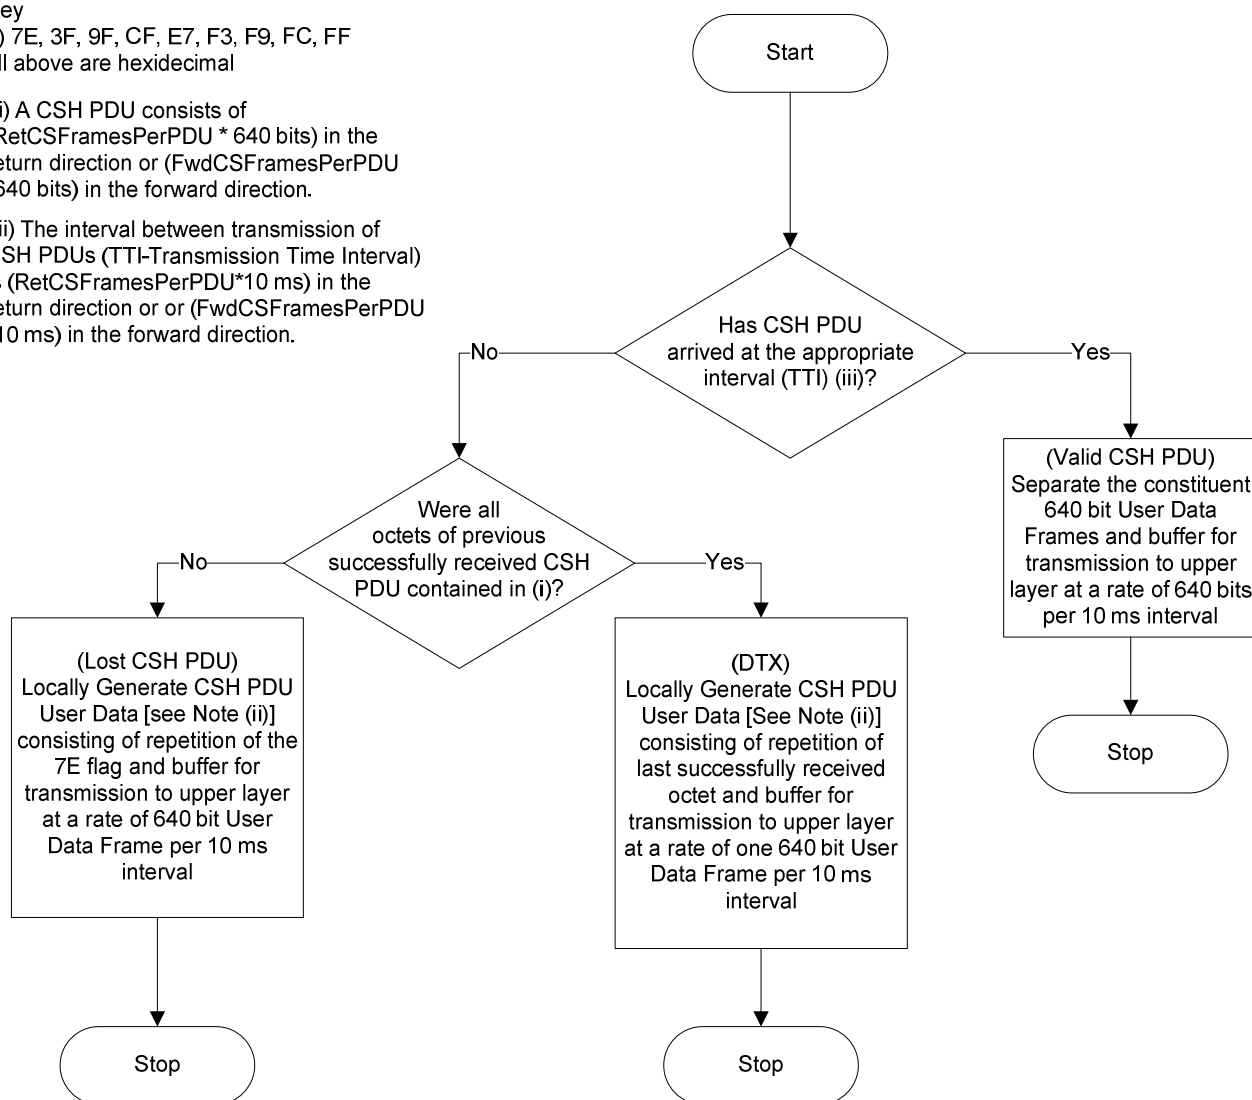 ey
) 7E, 3F, 9F, CF, E7, F3, F9, FC, FF
ll above are hexidecimal
i) A CSH PDU consists of
RetCSFramesPerPDU * 640 bits) in the
eturn direction or (FwdCSFramesPerPDU
640 bits) in the forward direction.
ii) The interval between transmission of
SH PDUs (TTI-Transmission Time Interval)
s (RetCSFramesPerPDU*10 ms) in the
eturn direction or or (FwdCSFramesPerPDU
10 ms) in the forward direction.
Start
Has CSH PDU
arrived at the appropriate
interval (TTI) (iii)?
No
Yes
Were all
octets of previous
successfully received CSH
PDU contained in (i)?
No
Yes
(Valid CSH PDU)
Separate the constituent
640 bit User Data
Frames and buffer for
transmission to upper
layer at a rate of 640 bits
per 10 ms interval
(Lost CSH PDU)
Locally Generate CSH PDU
User Data [see Note (ii)]
consisting of repetition of the
7E flag and buffer for
transmission to upper layer
at a rate of 640 bit User
Data Frame per 10 ms
interval
(DTX)
Locally Generate CSH PDU
User Data [See Note (ii)]
consisting of repetition of
last successfully received
octet and buffer for
transmission to upper layer
at a rate of one 640 bit User
Data Frame per 10 ms
interval
Stop
Stop
Stop